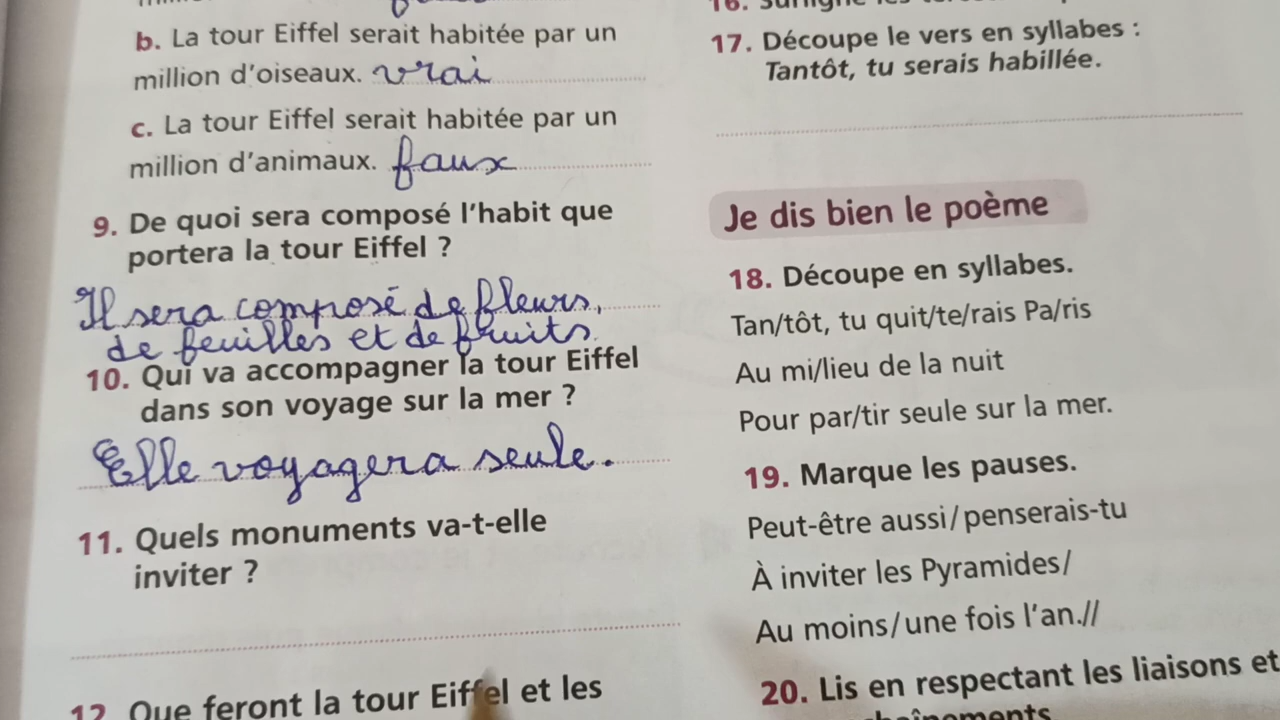 b. La tour Eiffel serait habitée par un
million d'oiseaux. vrai
c. La tour Eiffel serait habitée par un
million d'animaux. faux
9. De quoi sera composé l'habit que
portera la tour Eiffel ?
Il sera composé de fleurs,
de feuilles et de fruits.
10. Qui va accompagner la tour Eiffel
dans son voyage sur la mer ?
Elle voyagera seule.
11. Quels monuments va-t-elle
inviter ?
12. Que feront la tour Eiffel et les
17. Découpe le vers en syllabes :
Tantôt, tu serais habillée.
Je dis bien le poème
18. Découpe en syllabes.
Tan/tôt, tu quit/te/rais Pa/ris
Au mi/lieu de la nuit
Pour par/tir seule sur la mer.
19. Marque les pauses.
Peut-être aussi/penserais-tu
À inviter les Pyramides/
Au moins/une fois l'an.//
20. Lis en respectant les liaisons et